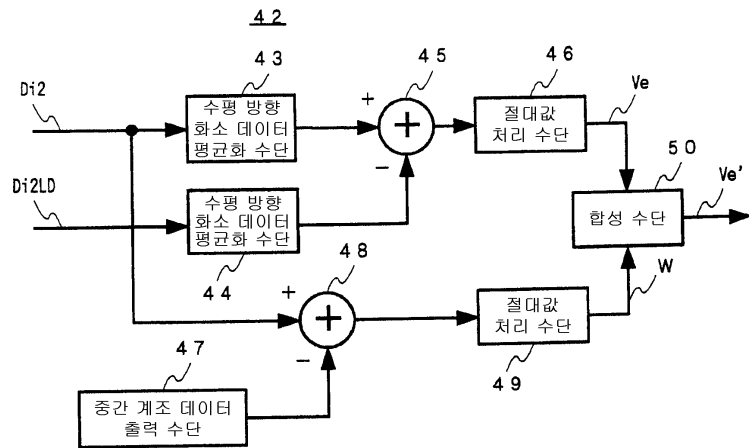 42
43
45
46
Di2
수평 방향
화소 데이터
평균화 수단
+
−
절대값
처리 수단
Ve
50
합성 수단
Ve'
Di2LD
수평 방향
화소 데이터
평균화 수단
44
48
+
−
절대값
처리 수단
49
W
47
중간 계조 데이터
출력 수단